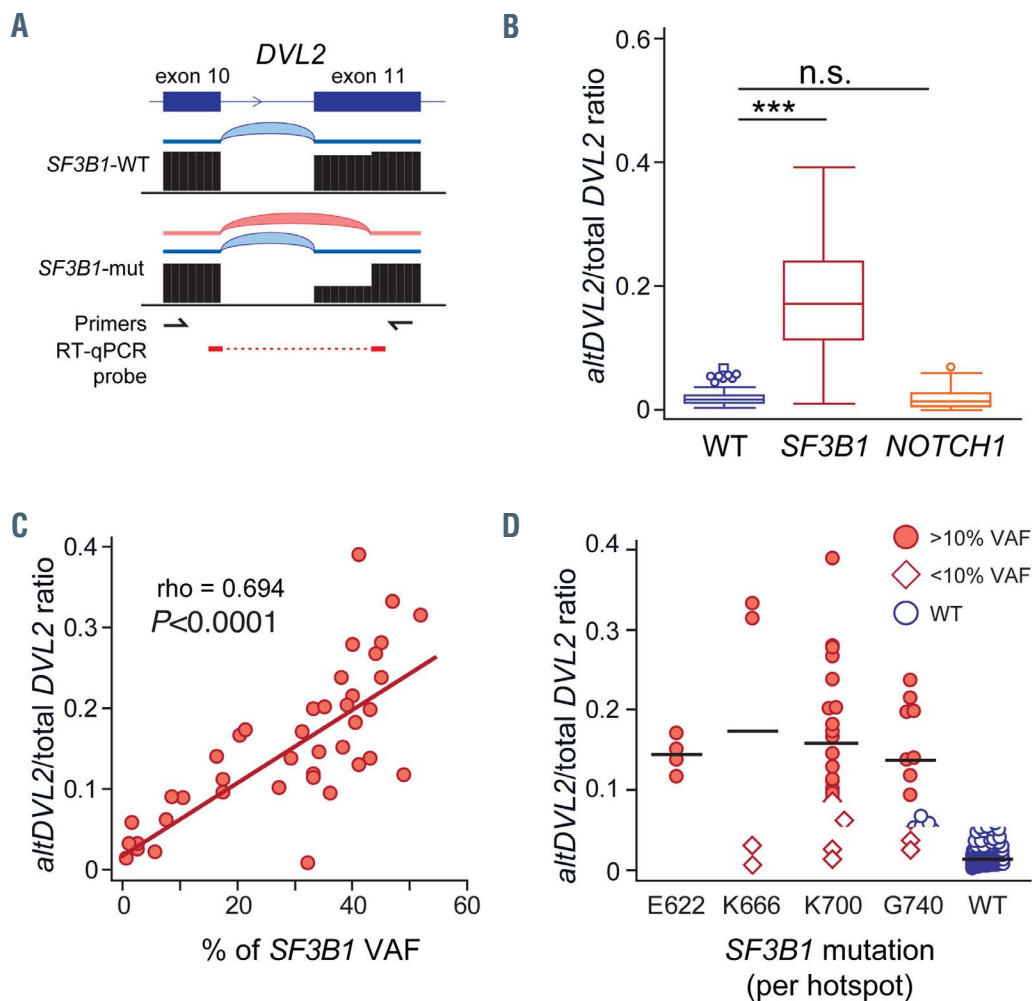 A
DVL2
exon 10
exon 11
SF3B1-WT
SF3B1-mut
Primers
RT-qPCR
probe
B
altDVL2/total DVL2 ratio
0.6
0.4
0.2
0
n.s.
***
WT
SF3B1
NOTCH1
C
altDVL2/total DVL2 ratio
0.4
0.3
0.2
0.1
0
rho = 0.694
P<0.0001
0
20
40
60
% of SF3B1 VAF
D
altDVL2/total DVL2 ratio
0.4
0.3
0.2
0.1
0
>10% VAF
<10% VAF
WT
E622
K666
K700
G740
WT
SF3B1 mutation
(per hotspot)